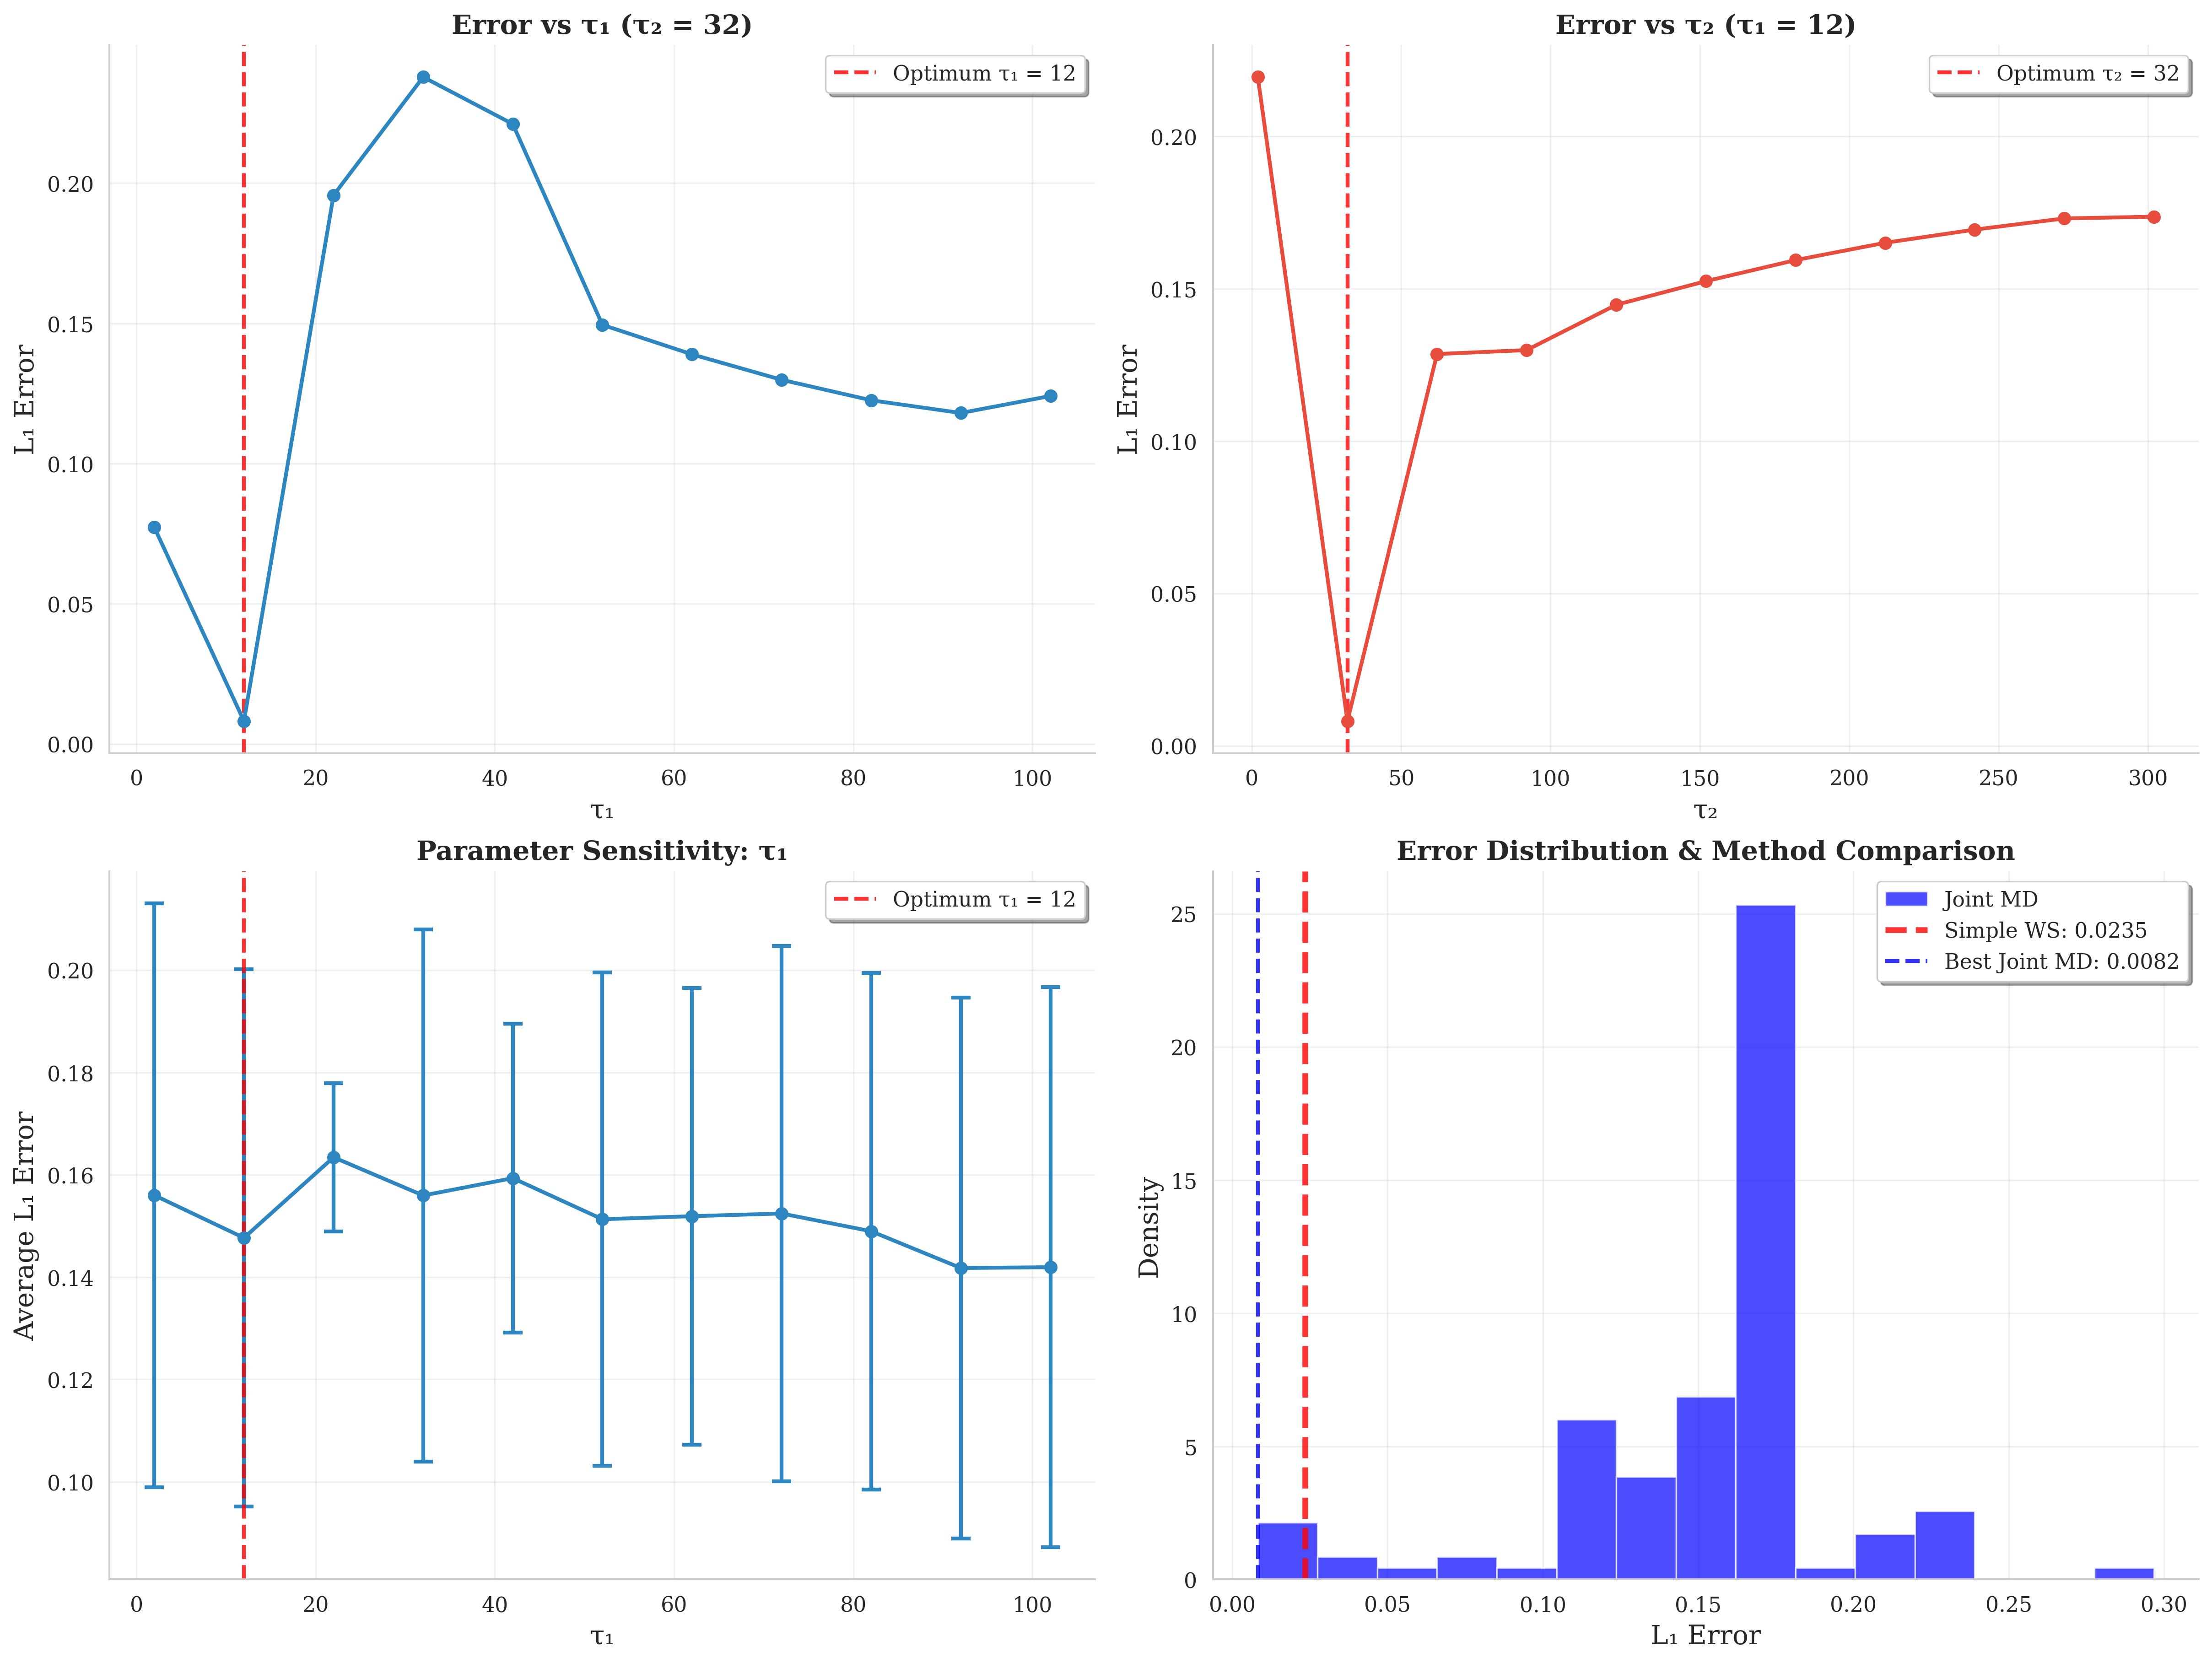 Error vs τ₁ (τ₂ = 32)
L₁ Error
0.20
0.15
0.10
0.05
0.00
0 20 40 60 80 100
τ₁
Optimum τ₁ = 12
Error vs τ₂ (τ₁ = 12)
L₁ Error
0.20
0.15
0.10
0.05
0.00
0 50 100 150 200 250 300
τ₂
Optimum τ₂ = 32
Parameter Sensitivity: τ₁
Average L₁ Error
0.20
0.18
0.16
0.14
0.12
0.10
0 20 40 60 80 100
τ₁
Optimum τ₁ = 12
Error Distribution & Method Comparison
Density
25
20
15
10
5
0
0.00 0.05 0.10 0.15 0.20 0.25 0.30
L₁ Error
Joint MD
Simple WS: 0.0235
Best Joint MD: 0.0082